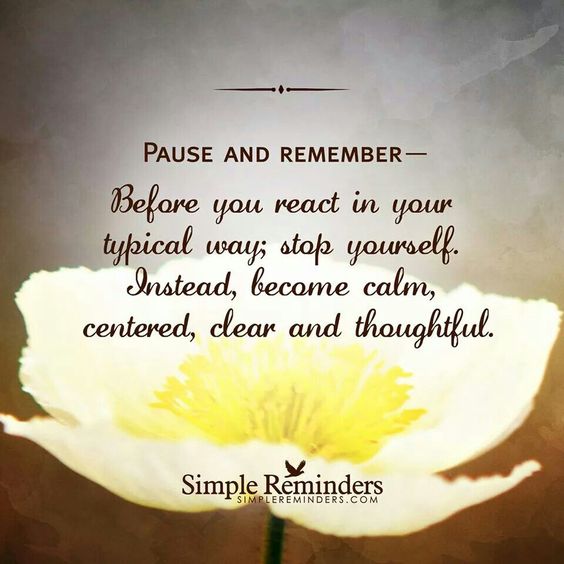 PAUSE AND REMEMBER—
Before you react in your
typical way; stop yourself.
Instead, become calm,
centered, clear and thoughtful.
Simple Reminders
SIMPLEREMINDERS.COM